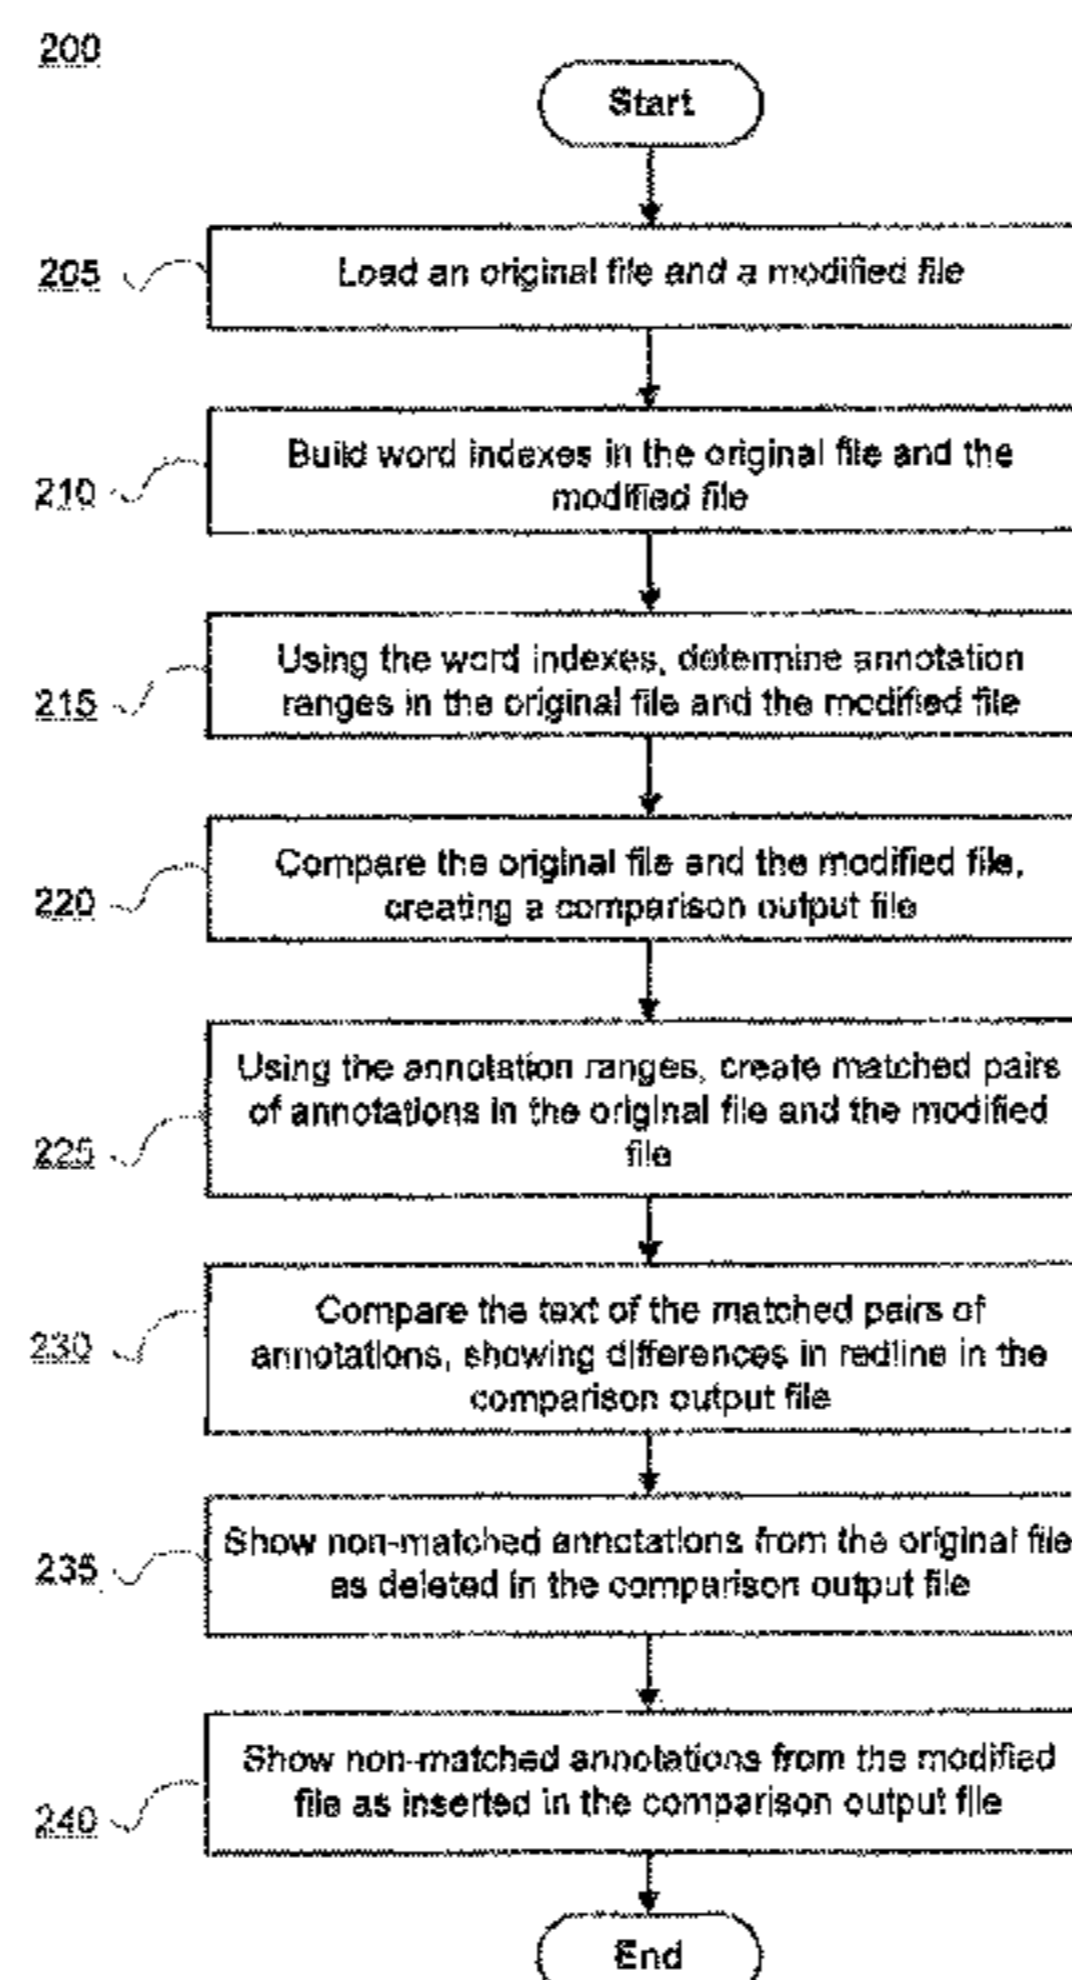 200
Start
205
Load an original file and a modified file
210
Build word indexes in the original file and the
modified file
215
Using the word indexes, determine annotation
ranges in the original file and the modified file
220
Compare the original file and the modified file,
creating a comparison output file
225
Using the annotation ranges, create matched pairs
of annotations in the original file and the modified
file
230
Compare the text of the matched pairs of
annotations, showing differences in redline in the
comparison output file
235
Show non-matched annotations from the original file
as deleted in the comparison output file
240
Show non-matched annotations from the modified
file as inserted in the comparison output file
End